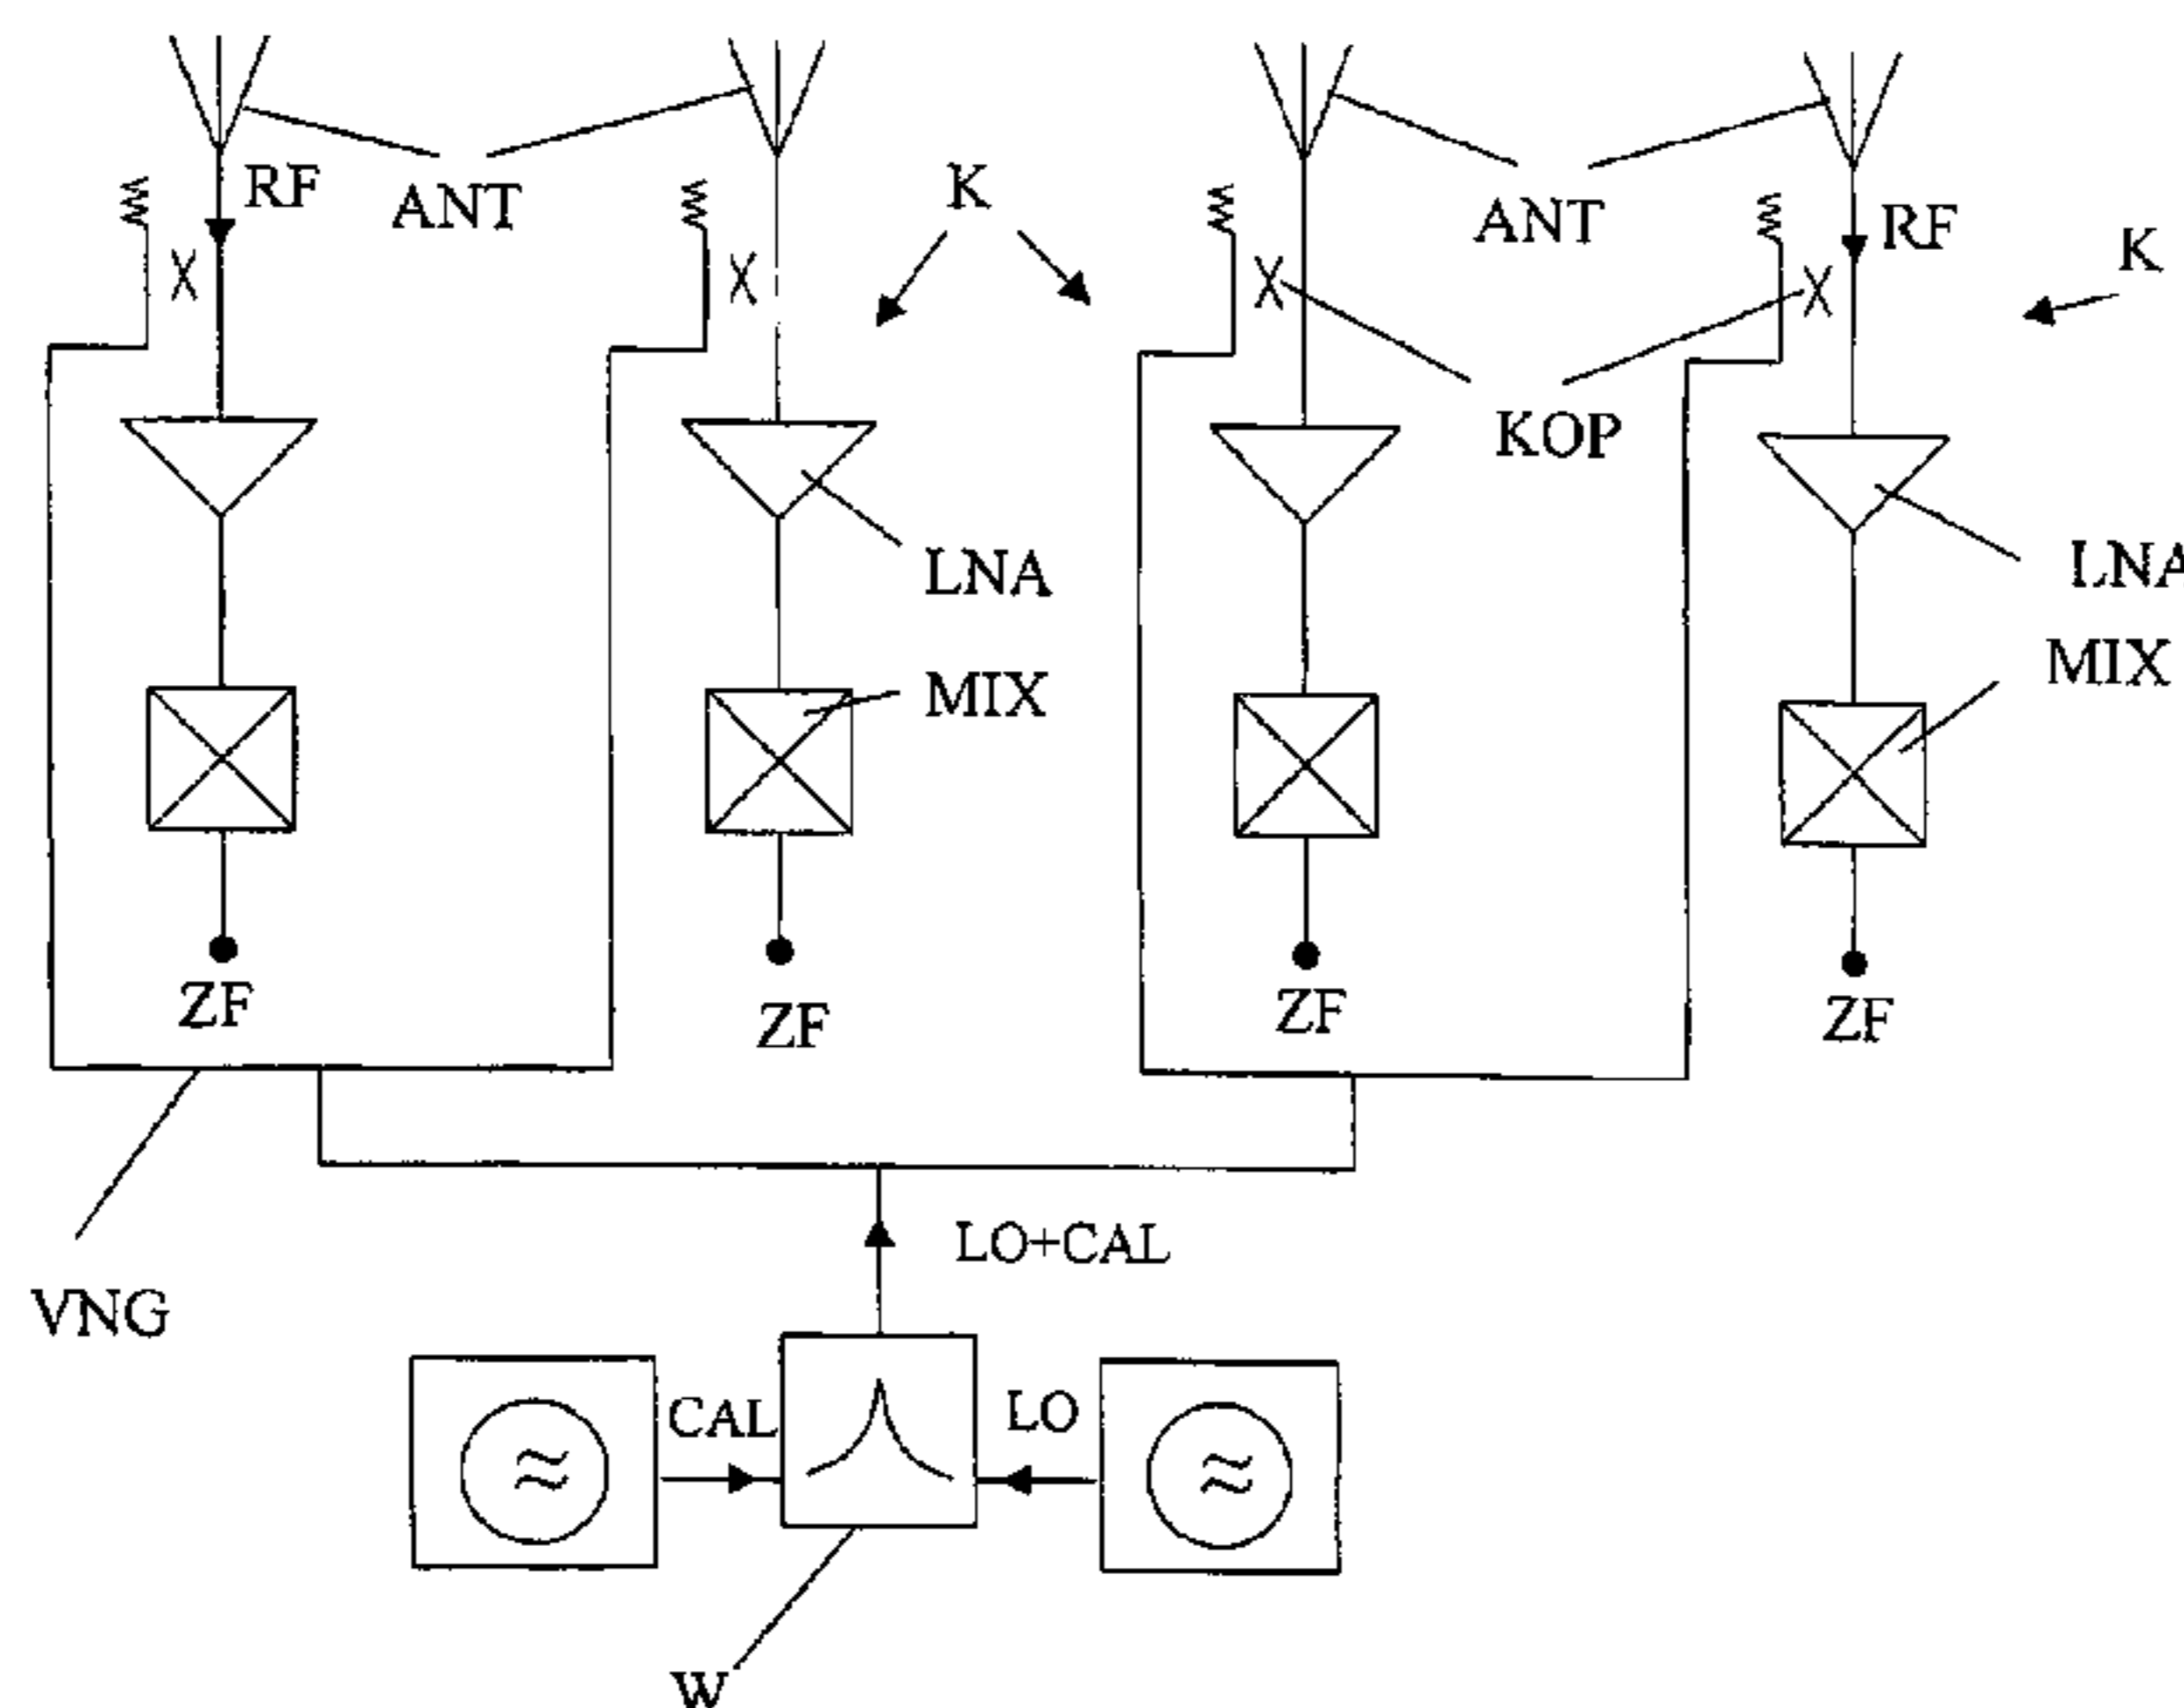 RF
ANT
K
ANT
RF
K
KOP
LNA
LNA
MIX
MIX
ZF
ZF
ZF
ZF
LO+CAL
VNG
CAL
LO
W